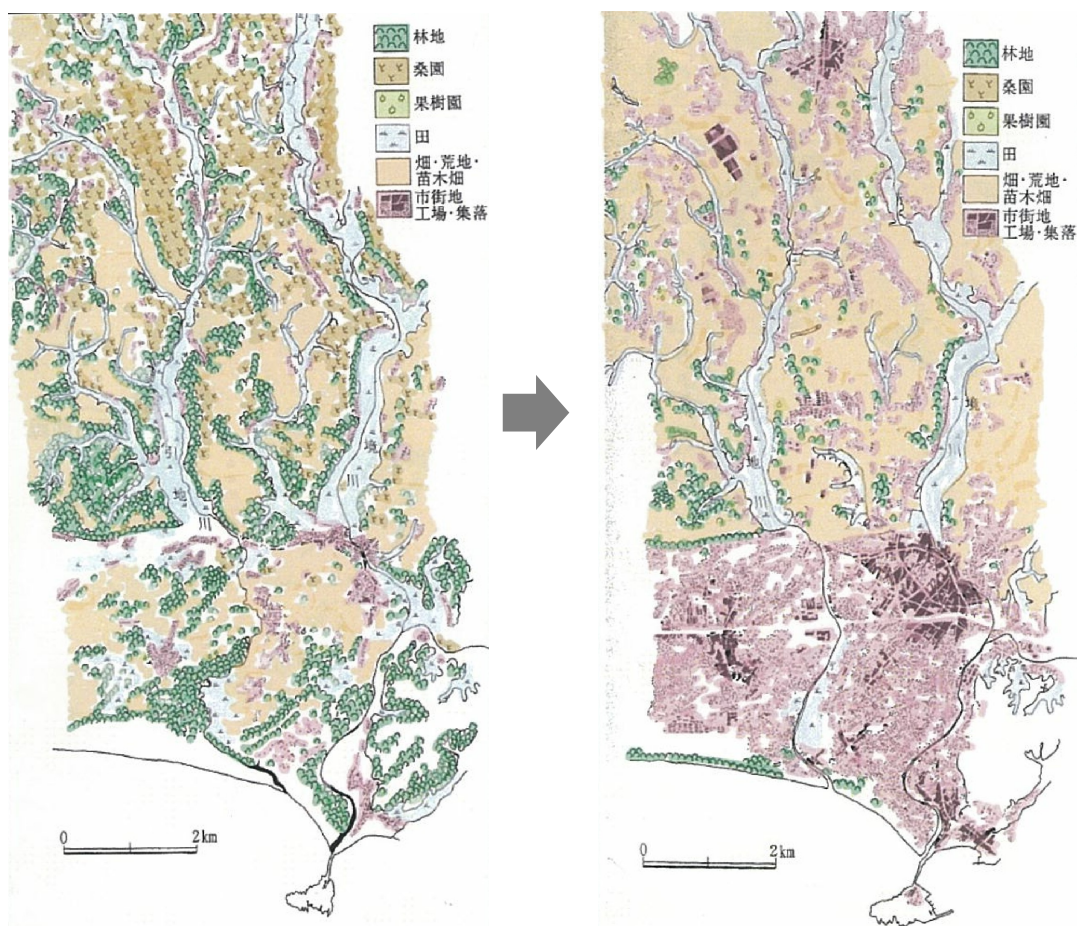 林地
桑園
果樹園
田
畑・荒地・
苗木畑
市街地
工場・集落
引
地
川
境
川
0
2km
林地
桑園
果樹園
田
畑・荒地・
苗木畑
市街地
工場・集落
地
川
境
川
0
2km